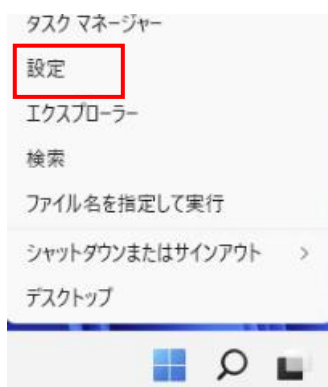 タスク マネージャー
設定
エクスプローラー
検索
ファイル名を指定して実行
シャットダウンまたはサインアウト
デスクトップ